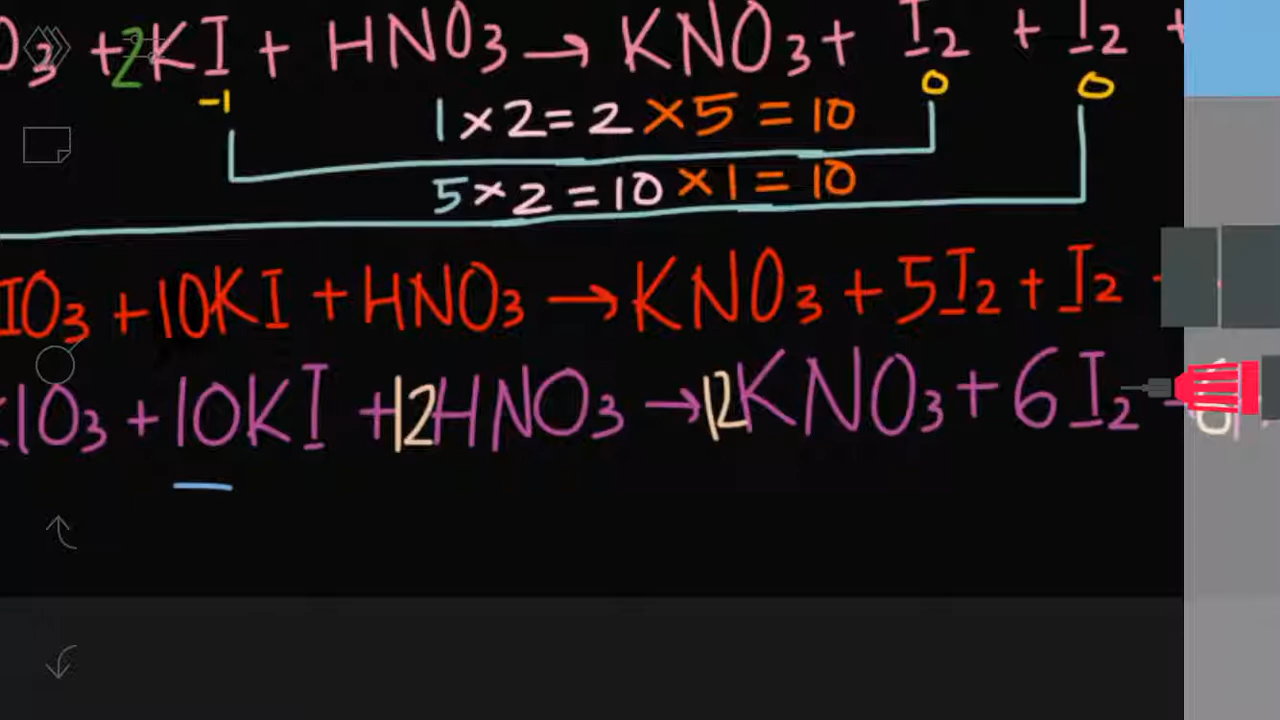 O₃ + 2KI + HNO₃ → KNO₃ + I₂ + I₂ +
-1 0 0
1 × 2 = 2 × 5 = 10
5 × 2 = 10 × 1 = 10
IO₃ + 10KI + HNO₃ → KNO₃ + 5I₂ + I₂
KIO₃ + 10KI + 12HNO₃ → 12KNO₃ + 6I₂